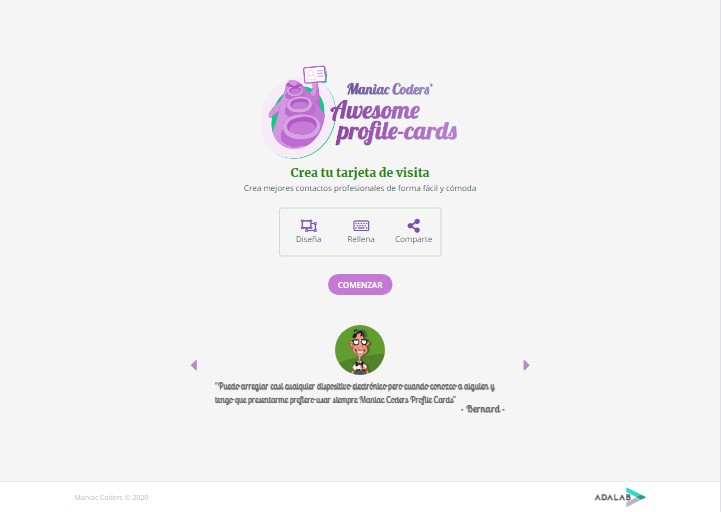 Maniac Coders'
Awesome
profile-cards
Crea tu tarjeta de visita
Crea mejores contactos profesionales de forma fácil y cómoda
Diseña Rellena Comparte
COMENZAR
"Puedo arreglar casi cualquier dispositivo electrónico pero cuando conozco a alguien y
tengo que presentarme prefiero usar siempre Maniac Coders Profile Cards"
- Bernard -
Maniac Coders © 2020
ADALAB